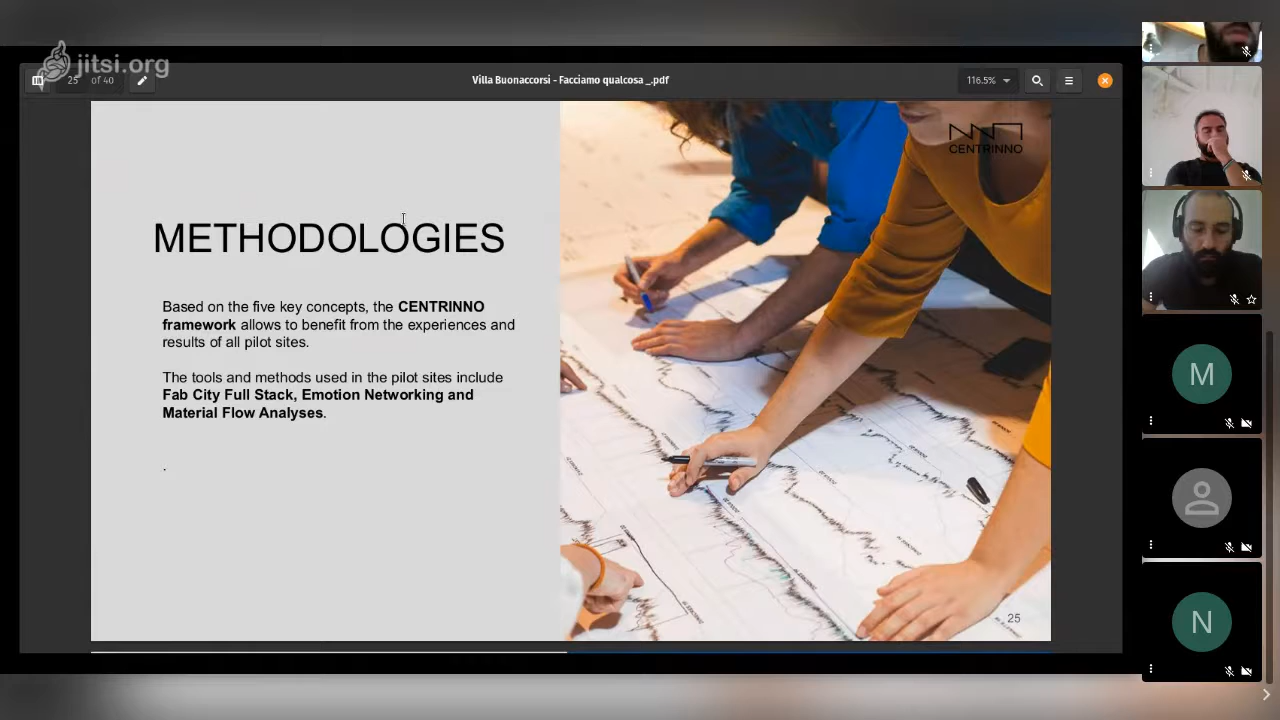 jitsi.org
25 of 40
Villa Buonaccorsi - Facciamo qualcosa _.pdf
116.5%
CENTRINNO
METHODOLOGIES
Based on the five key concepts, the CENTRINNO
framework allows to benefit from the experiences and
results of all pilot sites.
The tools and methods used in the pilot sites include
Fab City Full Stack, Emotion Networking and
Material Flow Analyses.
.
25
M
N